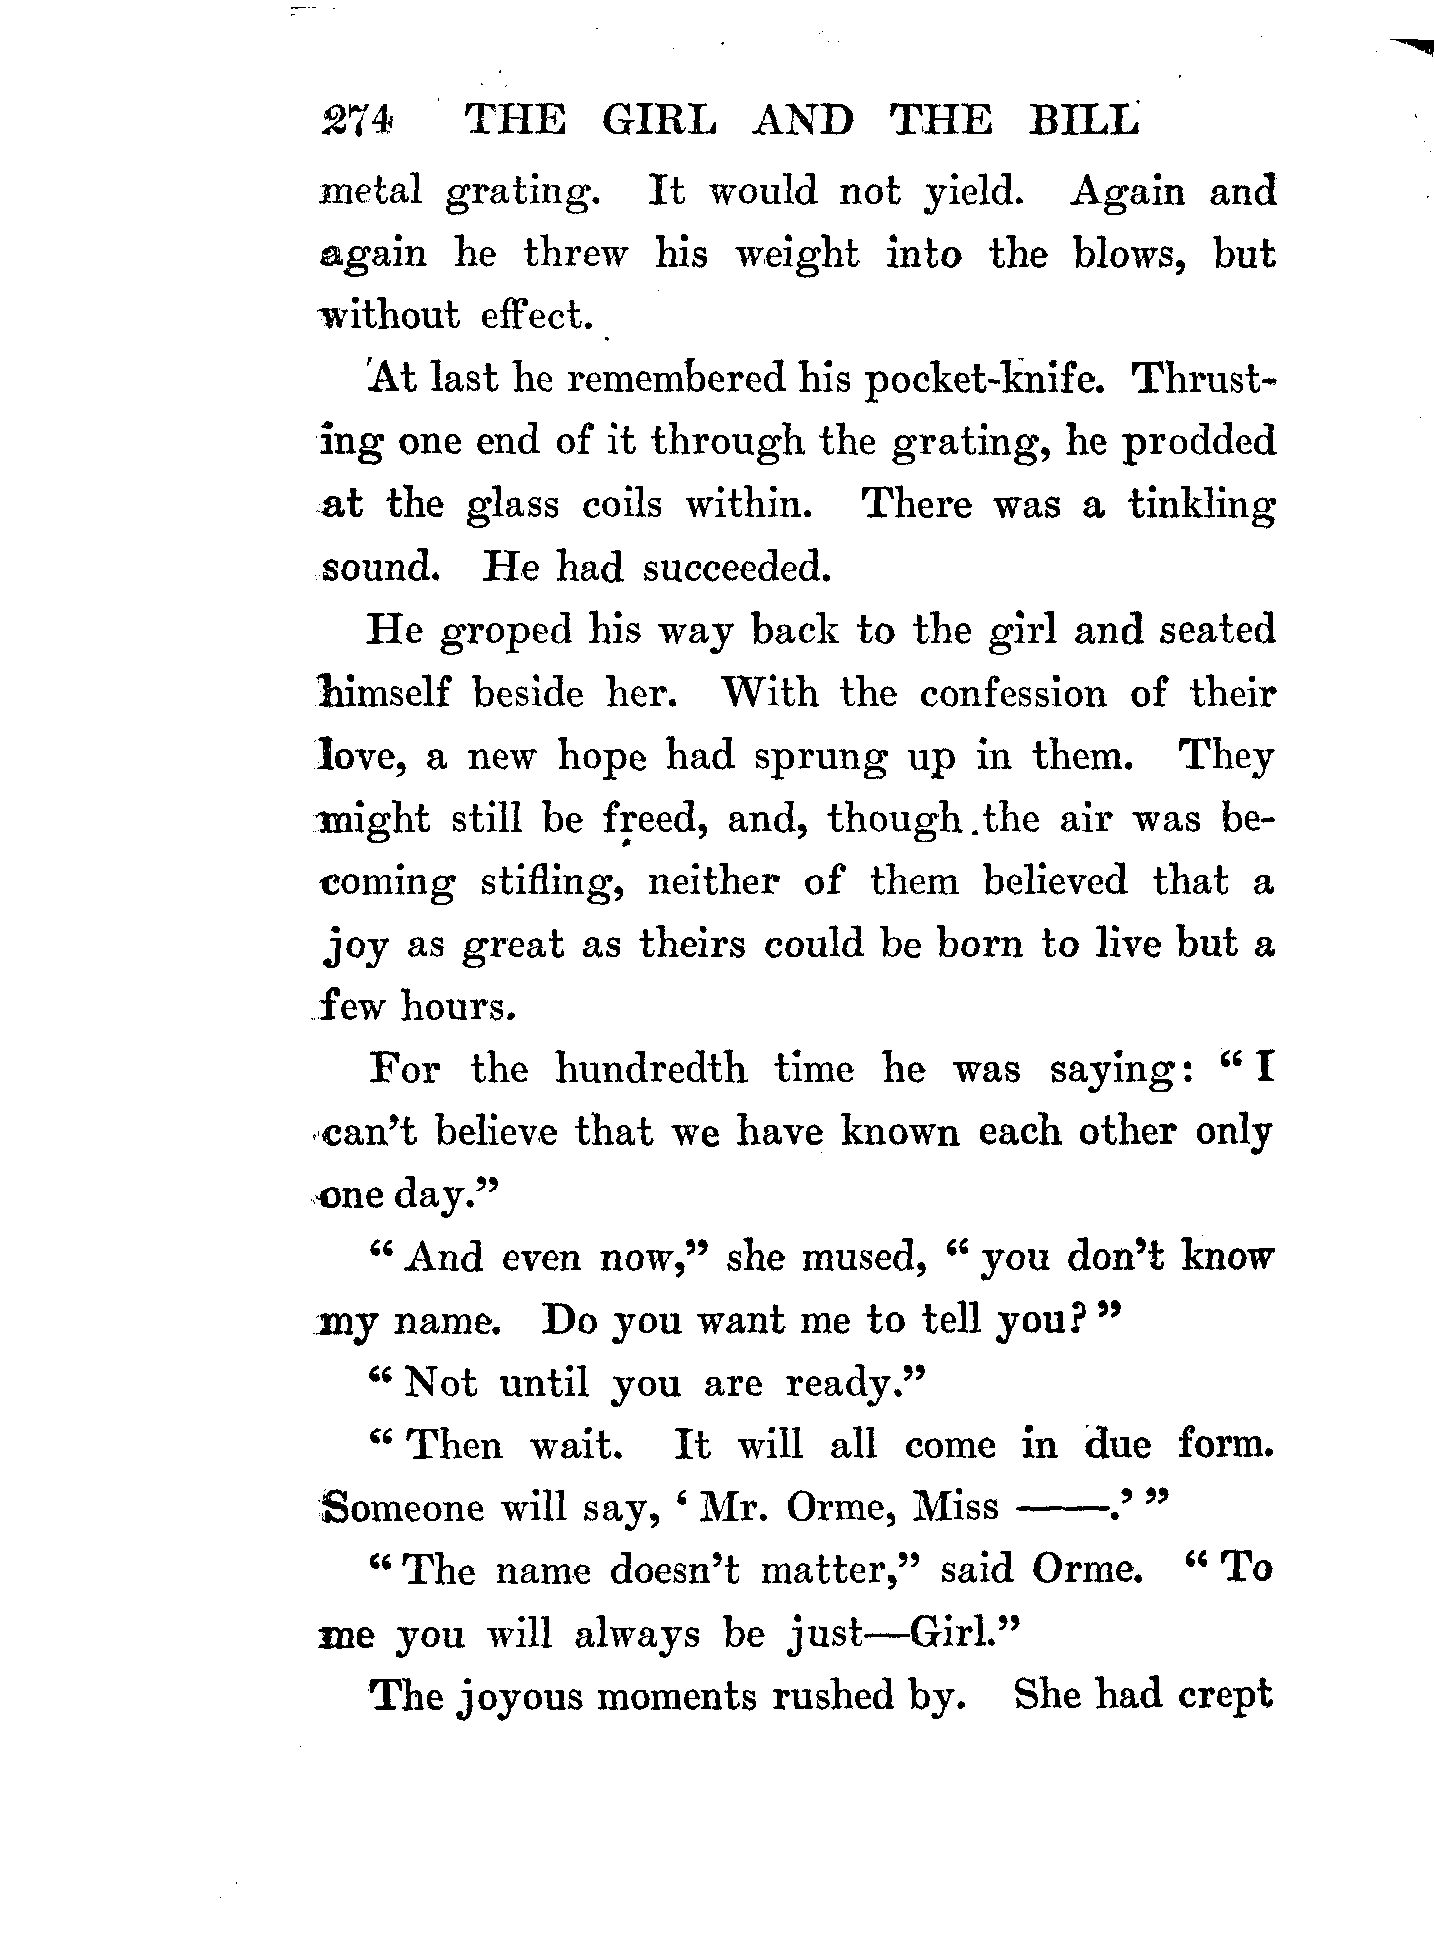 274 THE GIRL AND THE BILL
metal grating. It would not yield. Again and
again he threw his weight into the blows, but
without effect.
At last he remembered his pocket-knife. Thrust-
ing one end of it through the grating, he prodded
at the glass coils within. There was a tinkling
sound. He had succeeded.
He groped his way back to the girl and seated
himself beside her. With the confession of their
love, a new hope had sprung up in them. They
might still be freed, and, though the air was be-
coming stifling, neither of them believed that a
joy as great as theirs could be born to live but a
few hours.
For the hundredth time he was saying: “ I
can’t believe that we have known each other only
one day.”
“ And even now,” she mused, “ you don’t know
my name. Do you want me to tell you? ”
“ Not until you are ready.”
“ Then wait. It will all come in due form.
Someone will say, ‘ Mr. Orme, Miss ——.’ ”
“ The name doesn’t matter,” said Orme. “ To
me you will always be just—Girl.”
The joyous moments rushed by. She had crept